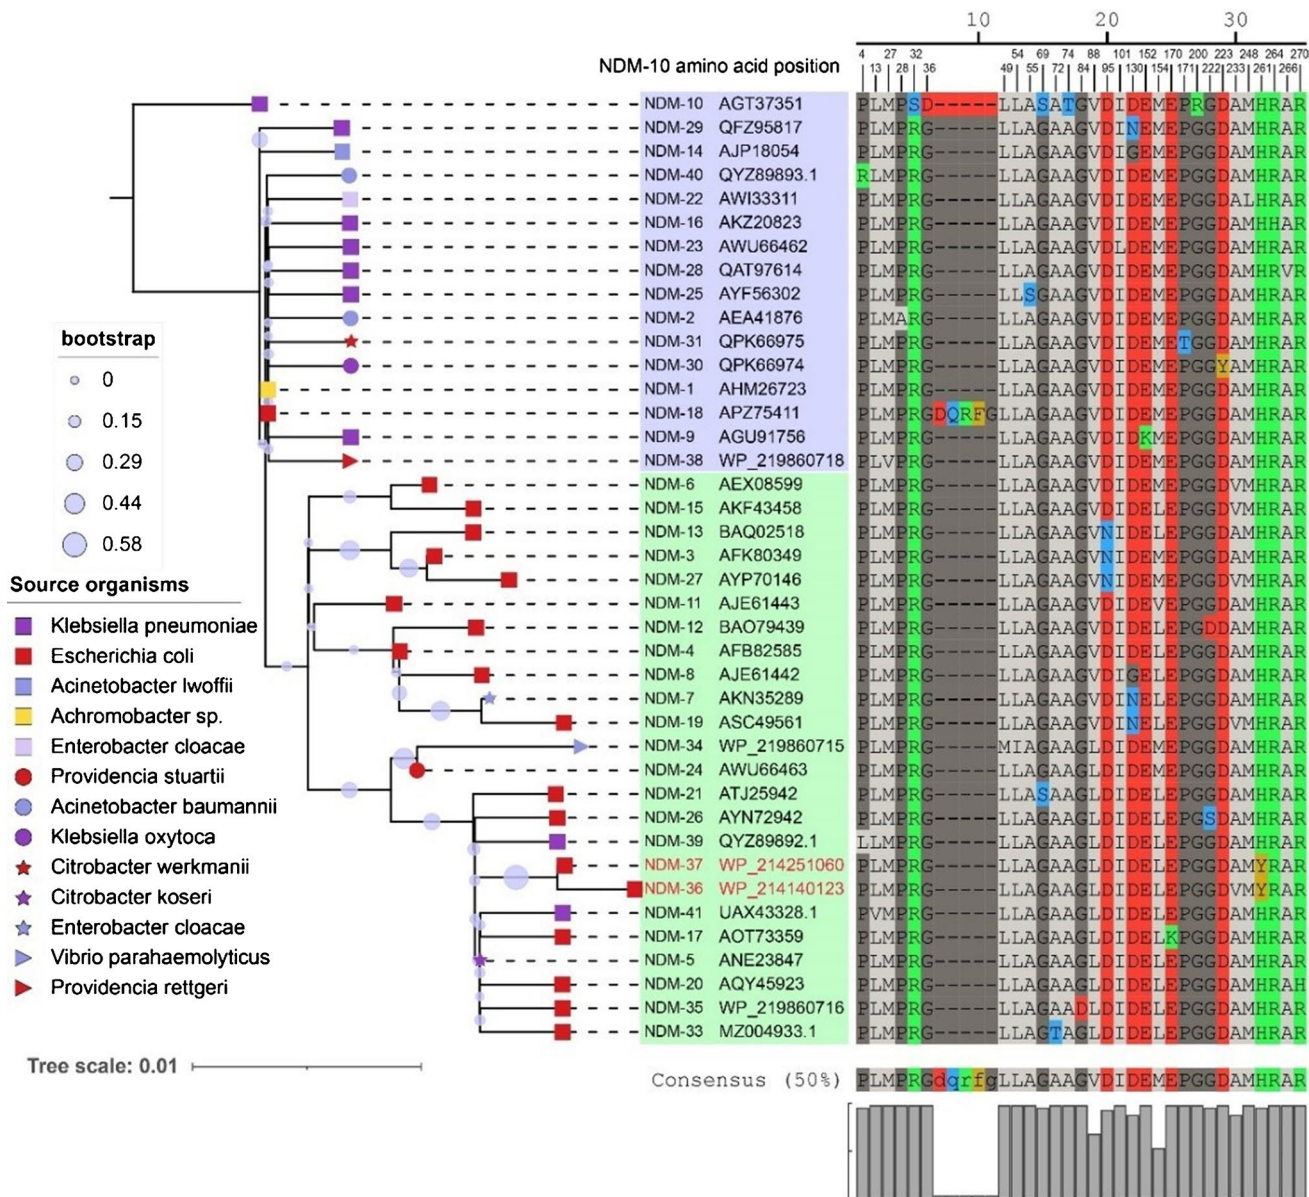 10 20 30
NDM-10 amino acid position
4 27 32 54 69 74 88 101 152 170 200 223 248 264 270
13 28 36 49 55 72 84 95 130 154 171 222 233 261 266
NDM-10 AGT37351 PLMPSD-----LLASATGVDIDEMEPRGDAMHRAR
NDM-29 QFZ95817 PLMPRG-----LLAGAAGVDINEMEPGGDAMHRAR
NDM-14 AJP18054 PLMPRG-----LLAGAAGVDIGEMEPGGDAMHRAR
NDM-40 QYZ89893.1 RLMPRG-----LLAGAAGVDIDEMEPGGDAMHRAR
NDM-22 AWI33311 PLMPRG-----LLAGAAGVDIDEMEPGGDALHRAR
NDM-16 AKZ20823 PLMPRG-----LLAGAAGVDIDEMEPGGDAMHHAR
NDM-23 AWU66462 PLMPRG-----LLAGAAGVDLDEMEPGGDAMHRAR
NDM-28 QAT97614 PLMPRG-----LLAGAAGVDIDEMEPGGDAMHRVR
NDM-25 AYF56302 PLMPRG-----LLSGAAGVDIDEMEPGGDAMHRAR
NDM-2 AEA41876 PLMARG-----LLAGAAGVDIDEMEPGGDAMHRAR
NDM-31 QPK66975 PLMPRG-----LLAGAAGVDIDEMETGGDAMHRAR
NDM-30 QPK66974 PLMPRG-----LLAGAAGVDIDEMEPGGYAMHRAR
NDM-1 AHM26723 PLMPRG-----LLAGAAGVDIDEMEPGGDAMHRAR
NDM-18 APZ75411 PLMPRGDQRFGLLAGAAGVDIDEMEPGGDAMHRAR
NDM-9 AGU91756 PLMPRG-----LLAGAAGVDIDKMEPGGDAMHRAR
NDM-38 WP_219860718 PLVPRG-----LLAGAAGVDIDEMEPGGDAMHRAR
NDM-6 AEX08599 PLMPRG-----LLAGAAGVDIDEMEPGGDVMHRAR
NDM-15 AKF43458 PLMPRG-----LLAGAAGVDIDELEPGGDVMHRAR
NDM-13 BAQ02518 PLMPRG-----LLAGAAGVNIDELEPGGDAMHRAR
NDM-3 AFK80349 PLMPRG-----LLAGAAGVNIDEMEPGGDAMHRAR
NDM-27 AYP70146 PLMPRG-----LLAGAAGVNIDEMEPGGDVMHRAR
NDM-11 AJE61443 PLMPRG-----LLAGAAGVDIDEVEPGGDAMHRAR
NDM-12 BAO79439 PLMPRG-----LLAGAAGVDIDELEPGDDAMHRAR
NDM-4 AFB82585 PLMPRG-----LLAGAAGVDIDELEPGGDAMHRAR
NDM-8 AJE61442 PLMPRG-----LLAGAAGVDIGELEPGGDAMHRAR
NDM-7 AKN35289 PLMPRG-----LLAGAAGVDINELEPGGDAMHRAR
NDM-19 ASC49561 PLMPRG-----LLAGAAGVDINELEPGGDVMHRAR
NDM-34 WP_219860715 PLMPRG-----MIAGAAGLDIDEMEPGGDAMHRAR
NDM-24 AWU66463 PLMPRG-----LLAGAAGLDIDEMEPGGDAMHRAR
NDM-21 ATJ25942 PLMPRG-----LLASAAGLDIDELEPGGDAMHRAR
NDM-26 AYN72942 PLMPRG-----LLAGAAGLDIDELEPGSDAMHRAR
NDM-39 QYZ89892.1 LLMPRG-----LLAGAAGLDIDELEPGGDAMHRAR
NDM-37 WP_214251060 PLMPRG-----LLAGAAGLDIDELEPGGDAMYRAR
NDM-36 WP_214140123 PLMPRG-----LLAGAAGLDIDELEPGGDVMYRAR
NDM-41 UAX43328.1 PVMPRG-----LLAGAAGLDIDELEPGGDAMHRAR
NDM-17 AOT73359 PLMPRG-----LLAGAAGLDIDELKPGGDAMHRAR
NDM-5 ANE23847 PLMPRG-----LLAGAAGLDIDELEPGGDAMHRAR
NDM-20 AQY45923 PLMPRG-----LLAGAAGLDIDELEPGGDAMHRAH
NDM-35 WP_219860716 PLMPRG-----LLAGAADLDIDELEPGGDAMHRAR
NDM-33 MZ004933.1 PLMPRG-----LLAGTAGLDIDELEPGGDAMHRAR
Consensus (50%) PLMPRGdqrfgLLAGAAGVDIDEMEPGGDAMHRAR
bootstrap
0
0.15
0.29
0.44
0.58
Source organisms
Klebsiella pneumoniae
Escherichia coli
Acinetobacter lwoffii
Achromobacter sp.
Enterobacter cloacae
Providencia stuartii
Acinetobacter baumannii
Klebsiella oxytoca
Citrobacter werkmanii
Citrobacter koseri
Enterobacter cloacae
Vibrio parahaemolyticus
Providencia rettgeri
Tree scale: 0.01